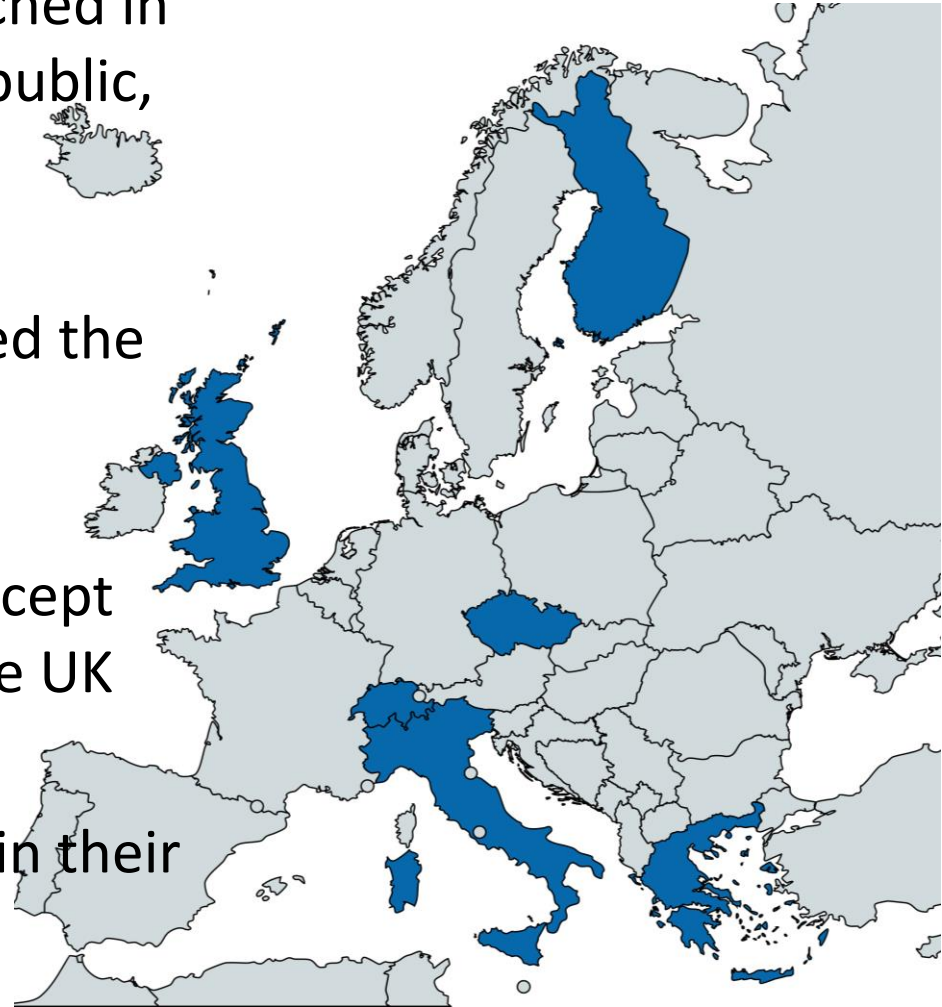 ched in
public,
ed the
cept
e UK
in their